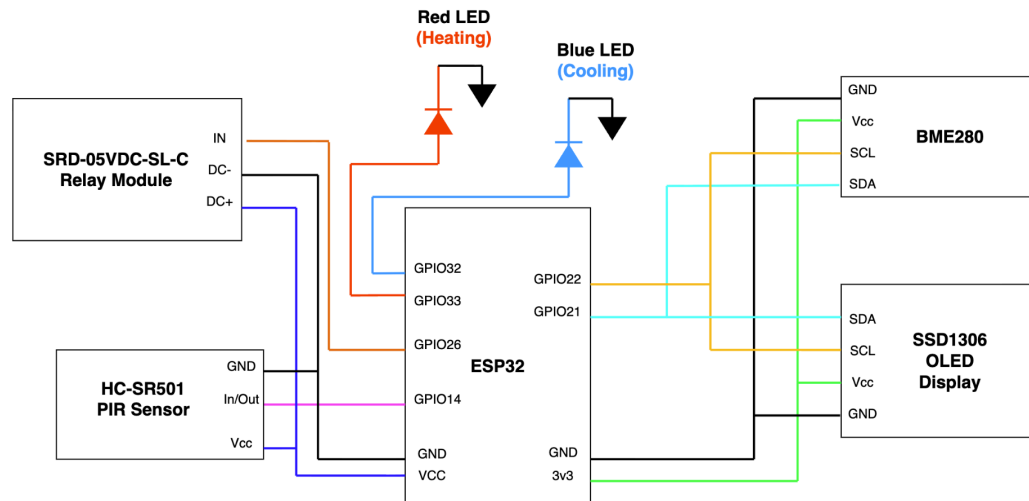 Red LED
(Heating)
Blue LED
(Cooling)
SRD-05VDC-SL-C
Relay Module
IN
DC-
DC+
HC-SR501
PIR Sensor
GND
In/Out
Vcc
ESP32
GPIO32
GPIO33
GPIO26
GPIO14
GND
VCC
GPIO22
GPIO21
GND
3v3
BME280
GND
Vcc
SCL
SDA
SSD1306
OLED
Display
SDA
SCL
Vcc
GND